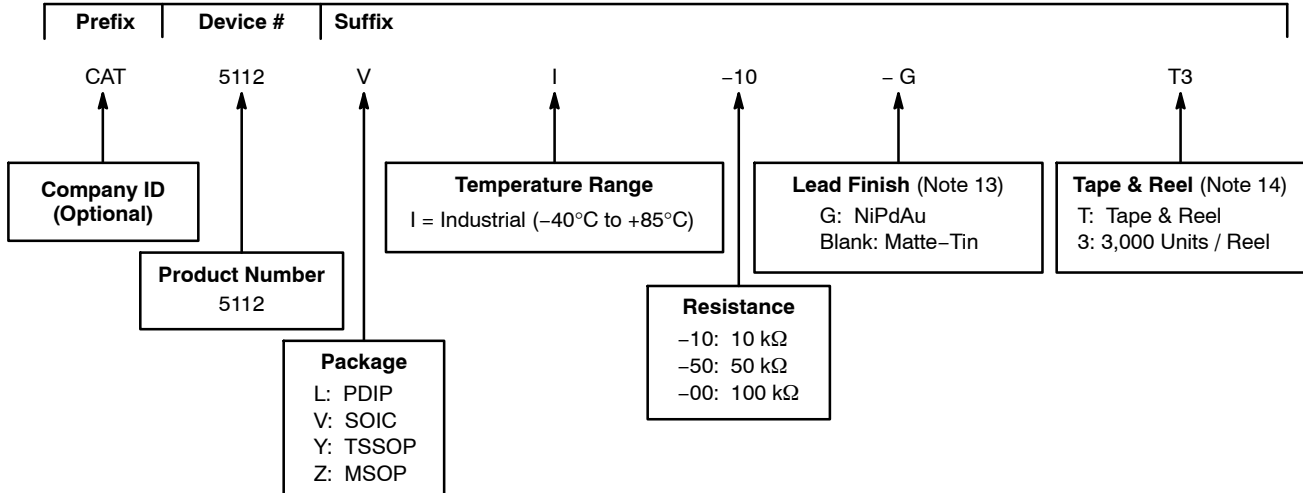 Prefix Device # Suffix
CAT 5112 V I −10 − G T3
Company ID
(Optional)
Product Number
5112
Package
L: PDIP
V: SOIC
Y: TSSOP
Z: MSOP
Temperature Range
I = Industrial (−40°C to +85°C)
Resistance
−10: 10 kΩ
−50: 50 kΩ
−00: 100 kΩ
Lead Finish (Note 13)
G: NiPdAu
Blank: Matte−Tin
Tape & Reel (Note 14)
T: Tape & Reel
3: 3,000 Units / Reel